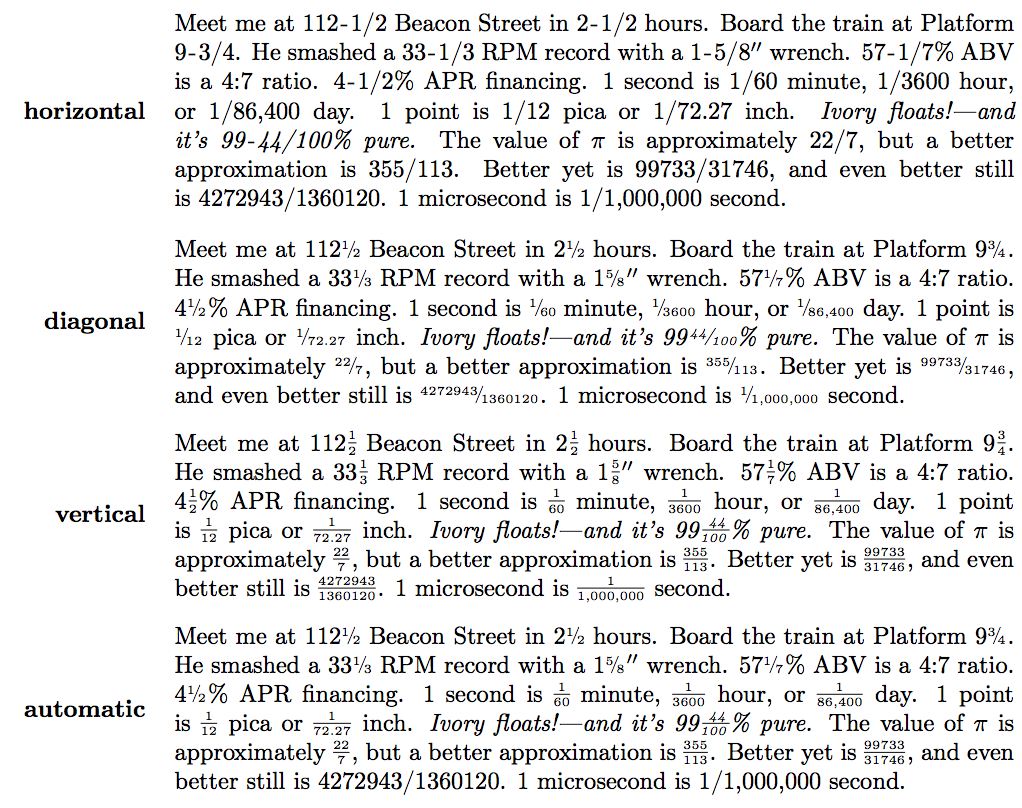 Meet me at 112-1/2 Beacon Street in 2-1/2 hours. Board the train at Platform
9-3/4. He smashed a 33-1/3 RPM record with a 1-5/8″ wrench. 57-1/7% ABV
is a 4:7 ratio. 4-1/2% APR financing. 1 second is 1/60 minute, 1/3600 hour,
horizontal or 1/86,400 day. 1 point is 1/12 pica or 1/72.27 inch. Ivory floats!—and
it’s 99-44/100% pure. The value of π is approximately 22/7, but a better
approximation is 355/113. Better yet is 99733/31746, and even better still
is 4272943/1360120. 1 microsecond is 1/1,000,000 second.
Meet me at 112½ Beacon Street in 2½ hours. Board the train at Platform 9¾.
He smashed a 33⅓ RPM record with a 1⅝″ wrench. 57⅐% ABV is a 4:7 ratio.
4½% APR financing. 1 second is 1⁄60 minute, 1⁄3600 hour, or 1⁄86,400 day. 1 point is
diagonal 1⁄12 pica or 1⁄72.27 inch. Ivory floats!—and it’s 99 44⁄100% pure. The value of π is
approximately 22⁄7, but a better approximation is 355⁄113. Better yet is 99733⁄31746,
and even better still is 4272943⁄1360120. 1 microsecond is 1⁄1,000,000 second.
Meet me at 112½ Beacon Street in 2½ hours. Board the train at Platform 9¾.
He smashed a 33⅓ RPM record with a 1⅝″ wrench. 57⅐% ABV is a 4:7 ratio.
4½% APR financing. 1 second is 1⁄60 minute, 1⁄3600 hour, or 1⁄86,400 day. 1 point
vertical is 1⁄12 pica or 1⁄72.27 inch. Ivory floats!—and it’s 99 44⁄100% pure. The value of π is
approximately 22⁄7, but a better approximation is 355⁄113. Better yet is 99733⁄31746, and even
better still is 4272943⁄1360120. 1 microsecond is 1⁄1,000,000 second.
Meet me at 112½ Beacon Street in 2½ hours. Board the train at Platform 9¾.
He smashed a 33⅓ RPM record with a 1⅝″ wrench. 57⅐% ABV is a 4:7 ratio.
4½% APR financing. 1 second is 1⁄60 minute, 1⁄3600 hour, or 1⁄86,400 day. 1 point
automatic is 1⁄12 pica or 1⁄72.27 inch. Ivory floats!—and it’s 99 44⁄100% pure. The value of π is
approximately 22⁄7, but a better approximation is 355⁄113. Better yet is 99733⁄31746, and even
better still is 4272943/1360120. 1 microsecond is 1/1,000,000 second.